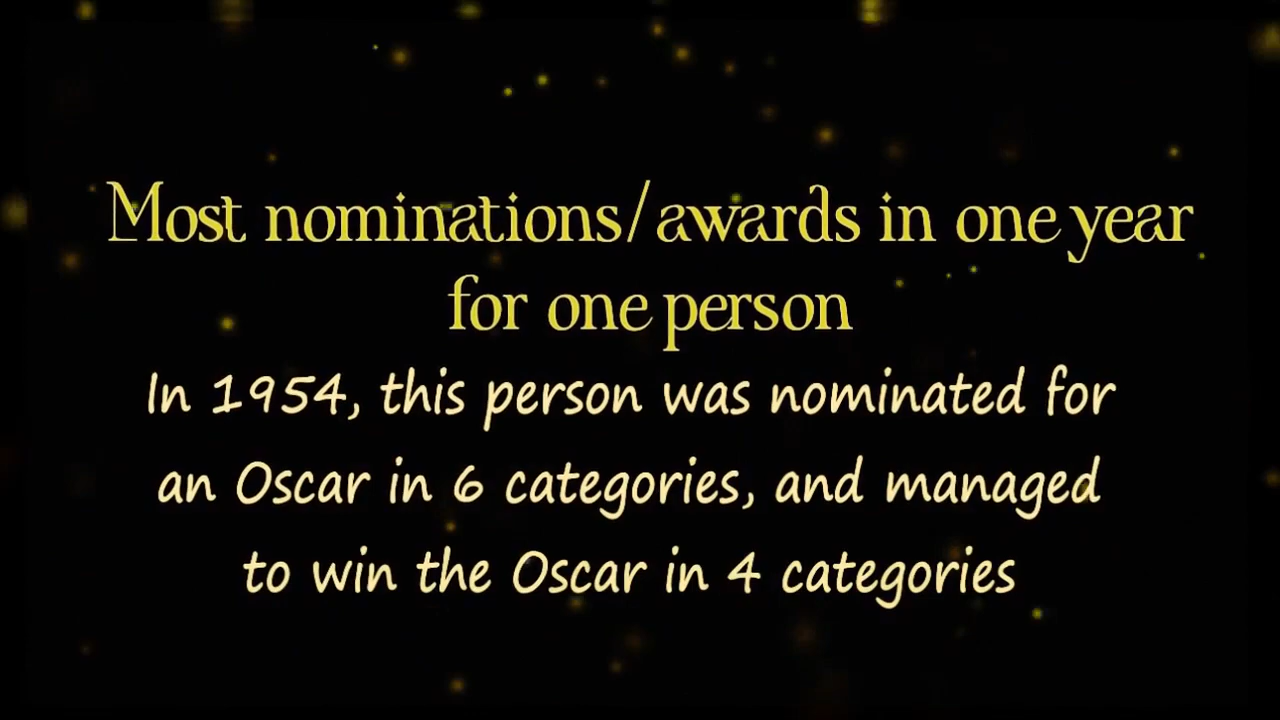 Most nominations/awards in one year
for one person
In 1954, this person was nominated for
an Oscar in 6 categories, and managed
to win the Oscar in 4 categories